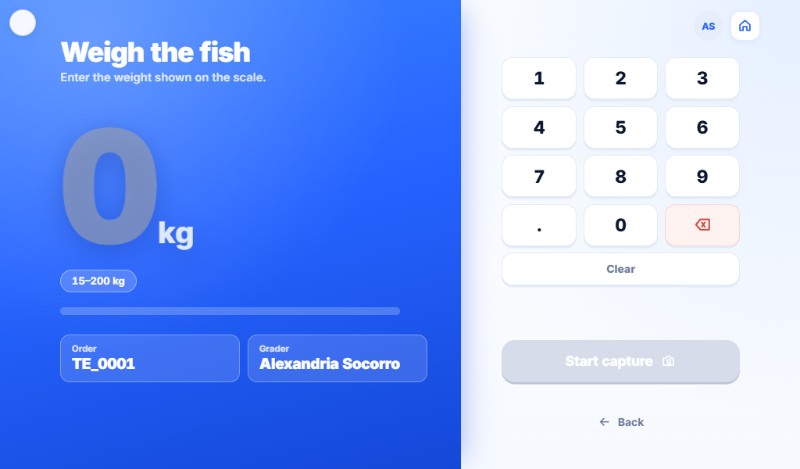 Weigh the fish
Enter the weight shown on the scale.
0 kg
15–200 kg
Order
TE_0001
Grader
Alexandria Socorro
AS
1 2 3
4 5 6
7 8 9
. 0
Clear
Start capture
Back